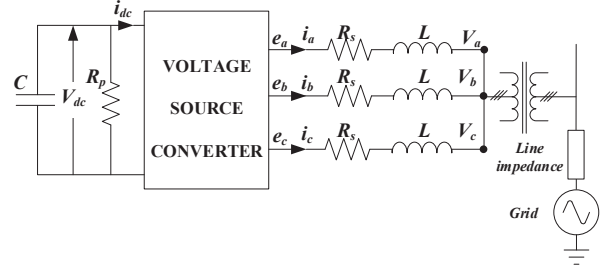 i_dc
C
V_dc
R_p
VOLTAGE
SOURCE
CONVERTER
e_a i_a R_s L V_a
e_b i_b R_s L V_b
e_c i_c R_s L V_c
Line
impedance
Grid